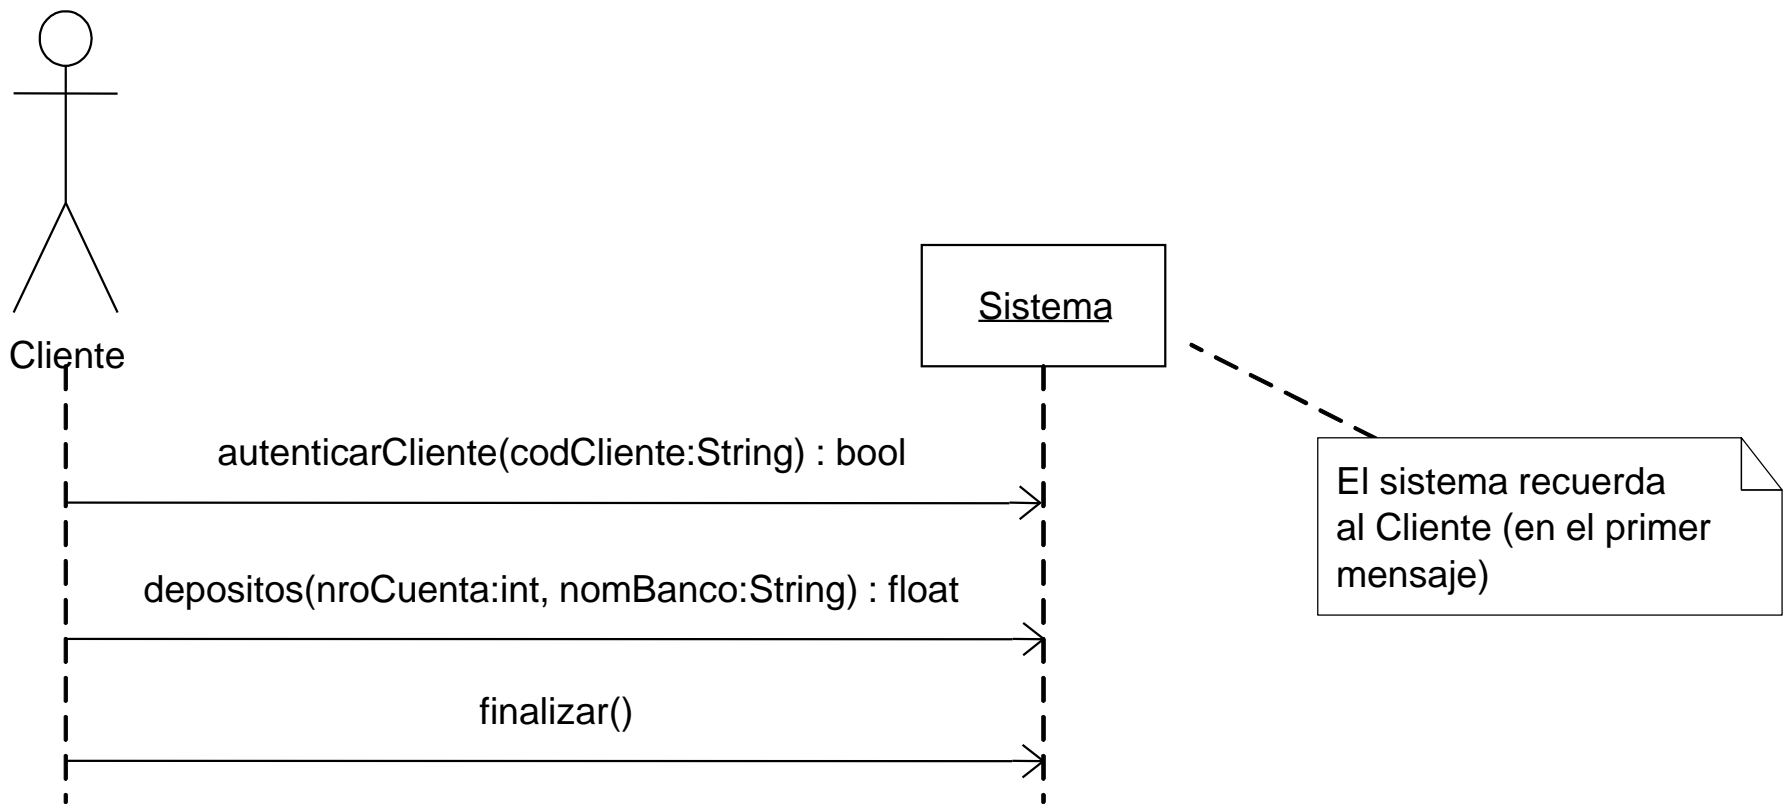 Sistema
Cliente
autenticarCliente(codCliente:String) : bool
El sistema recuerda
al Cliente (en el primer
mensaje)
depositos(nroCuenta:int, nomBanco:String) : float
finalizar()